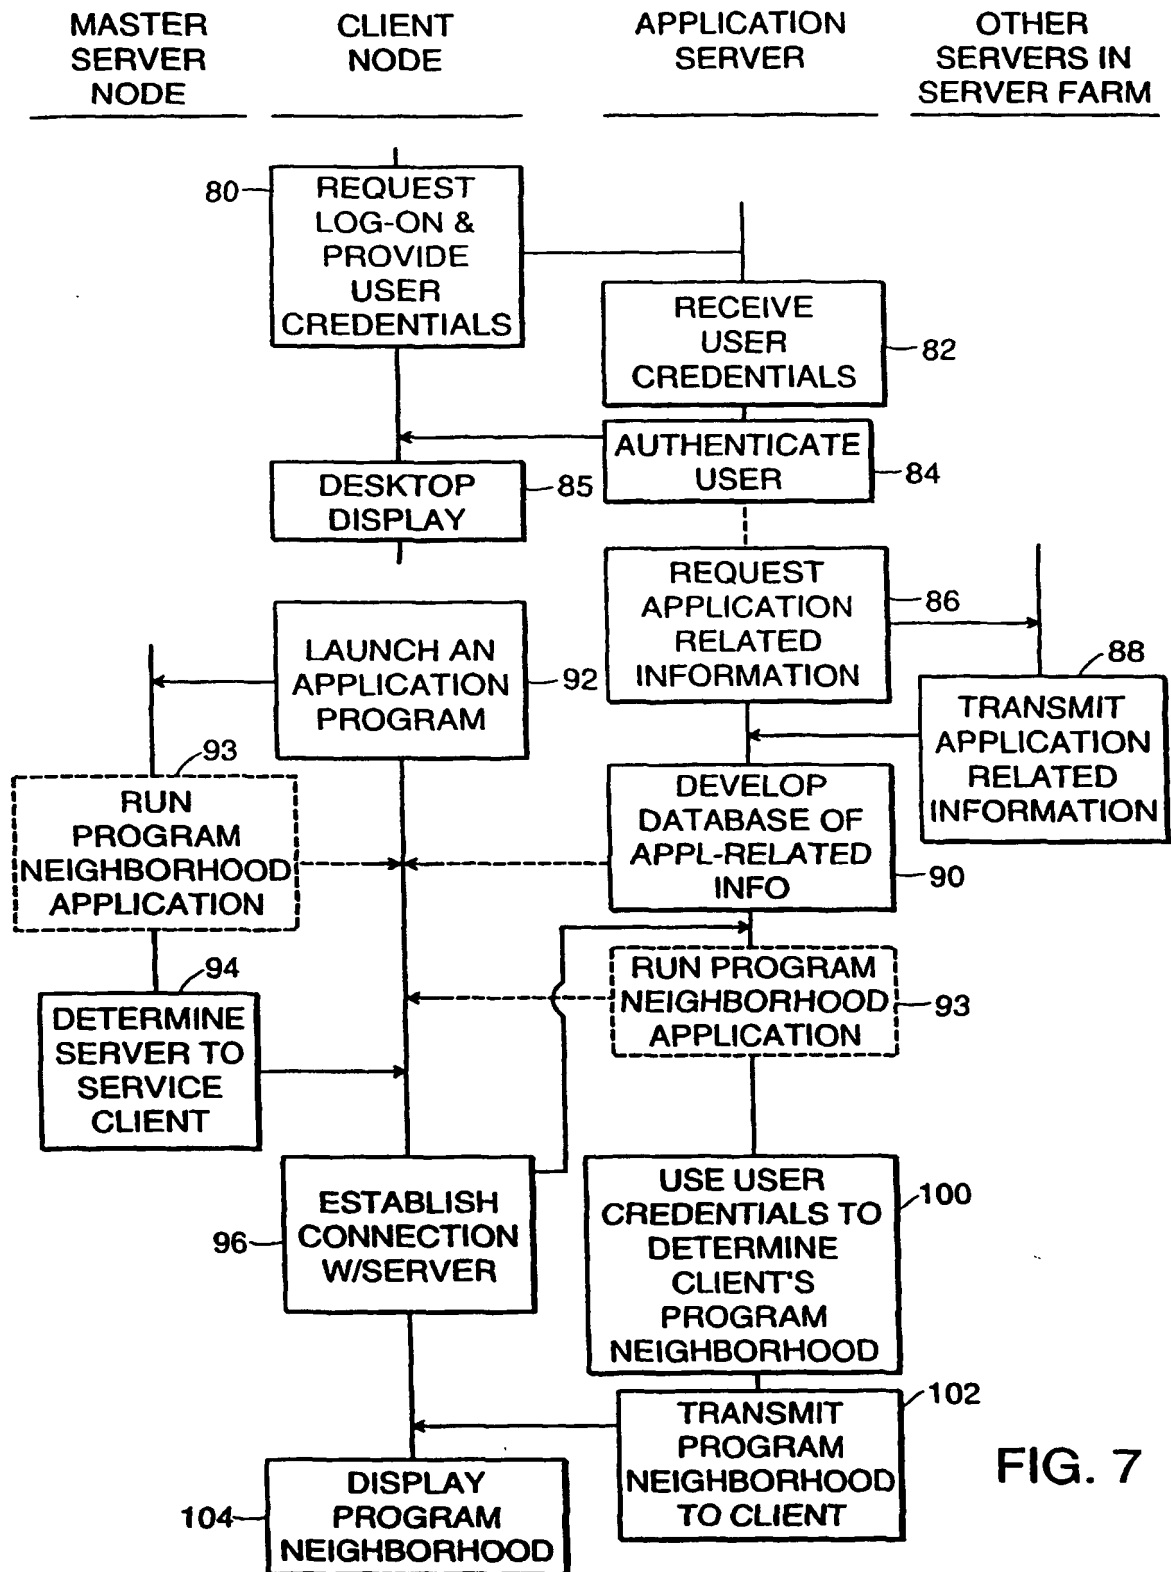 MASTER
SERVER
NODE
CLIENT
NODE
APPLICATION
SERVER
OTHER
SERVERS IN
SERVER FARM
80
REQUEST
LOG-ON &
PROVIDE
USER
CREDENTIALS
RECEIVE
USER
CREDENTIALS
82
AUTHENTICATE
USER
84
DESKTOP
DISPLAY
85
REQUEST
APPLICATION
RELATED
INFORMATION
86
88
TRANSMIT
APPLICATION
RELATED
INFORMATION
LAUNCH AN
APPLICATION
PROGRAM
92
93
RUN
PROGRAM
NEIGHBORHOOD
APPLICATION
DEVELOP
DATABASE OF
APPL-RELATED
INFO
90
94
DETERMINE
SERVER TO
SERVICE
CLIENT
RUN PROGRAM
NEIGHBORHOOD
APPLICATION
93
96
ESTABLISH
CONNECTION
W/SERVER
USE USER
CREDENTIALS TO
DETERMINE
CLIENT'S
PROGRAM
NEIGHBORHOOD
100
102
TRANSMIT
PROGRAM
NEIGHBORHOOD
TO CLIENT
104
DISPLAY
PROGRAM
NEIGHBORHOOD
FIG. 7